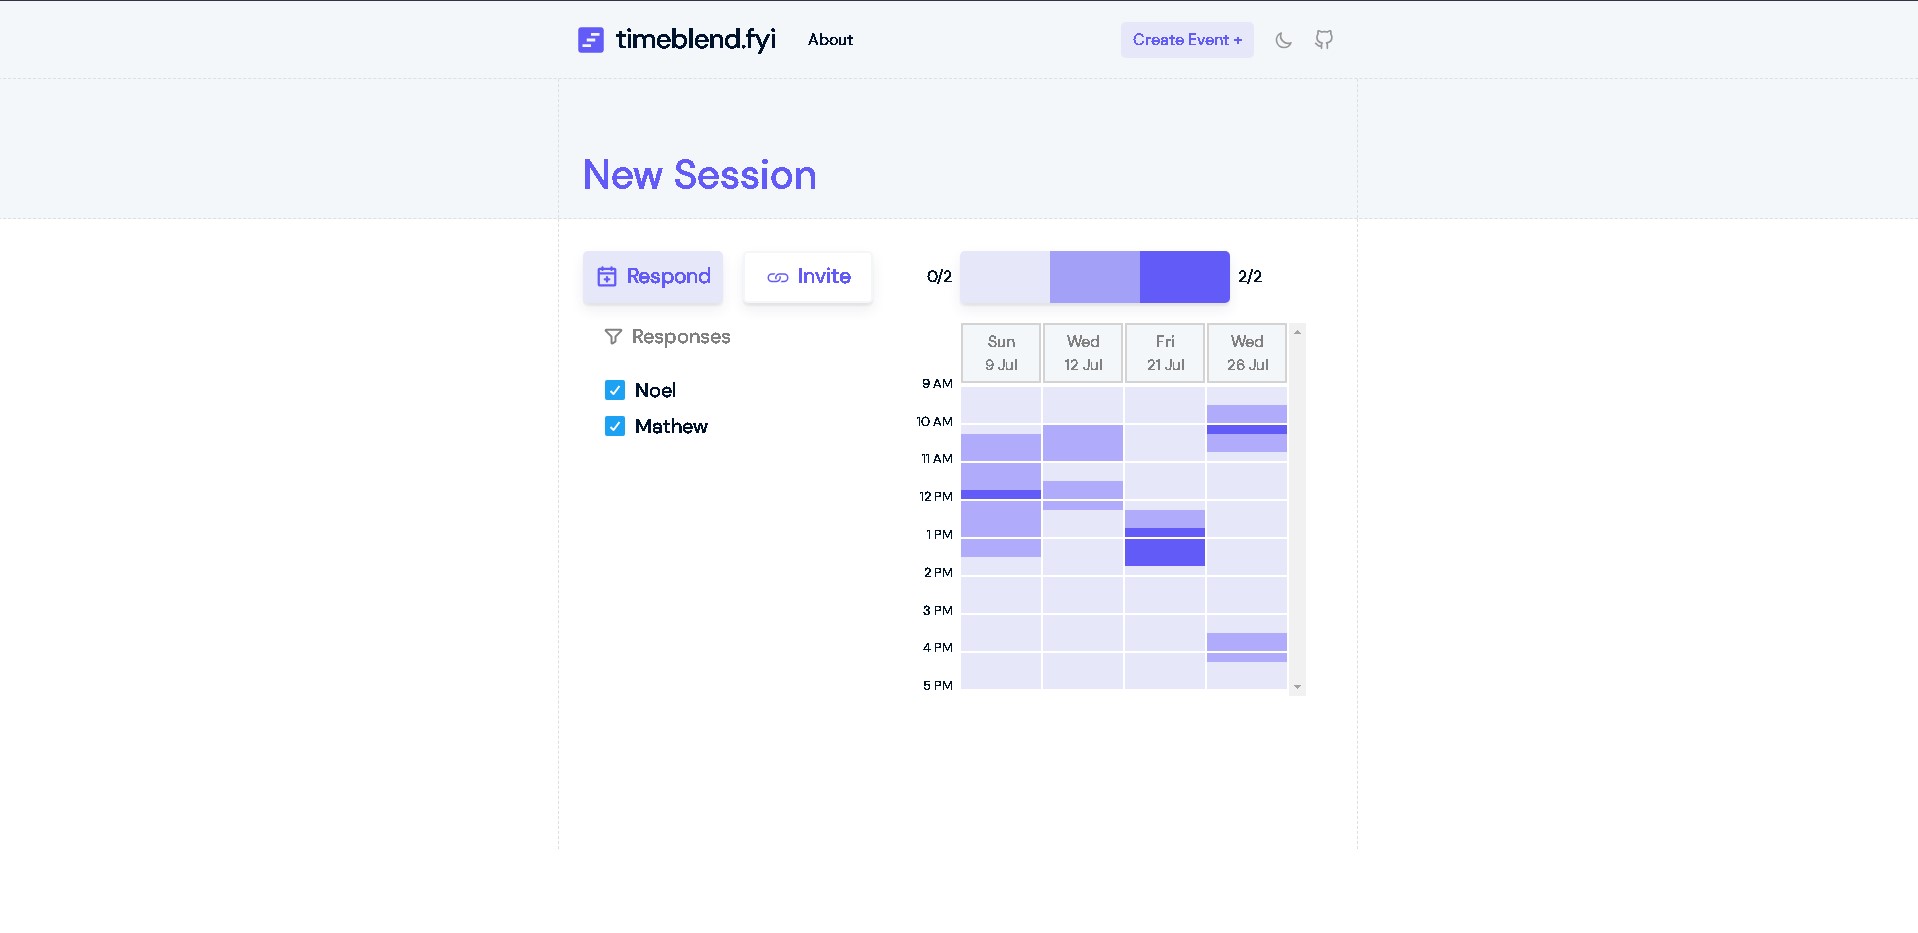 timeblend.fyi
About
Create Event +
New Session
Respond
Invite
0/2
2/2
Responses
Noel
Mathew
Sun
9 Jul
Wed
12 Jul
Fri
21 Jul
Wed
26 Jul
9 AM
10 AM
11 AM
12 PM
1 PM
2 PM
3 PM
4 PM
5 PM